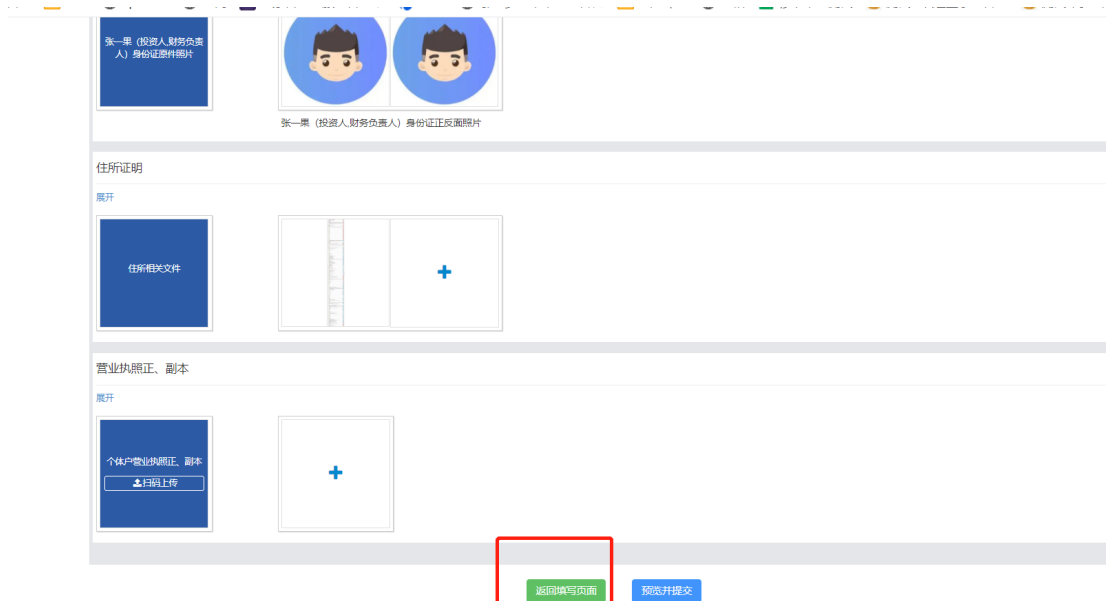 张一果（投资人,财务负责
人）身份证原件照片
张一果（投资人,财务负责人）身份证正反面照片
住所证明
展开
住所相关文件
营业执照正、副本
展开
个体户营业执照正、副本
扫码上传
返回填写页面
预览并提交